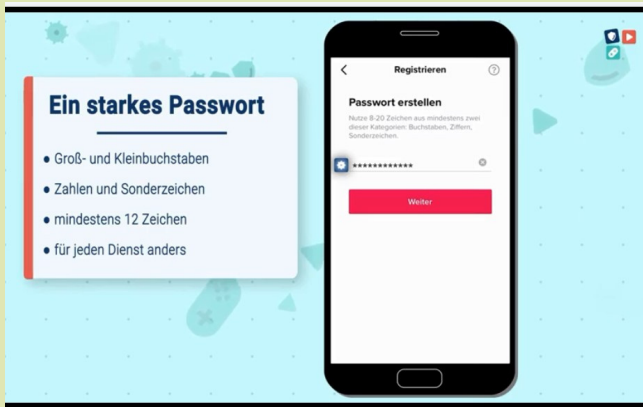 Ein starkes Passwort
• Groß- und Kleinbuchstaben
• Zahlen und Sonderzeichen
• mindestens 12 Zeichen
• für jeden Dienst anders
Registrieren
Passwort erstellen
Nutze 8-20 Zeichen aus mindestens zwei
dieser Kategorien: Buchstaben, Ziffern,
Sonderzeichen.
************
Weiter